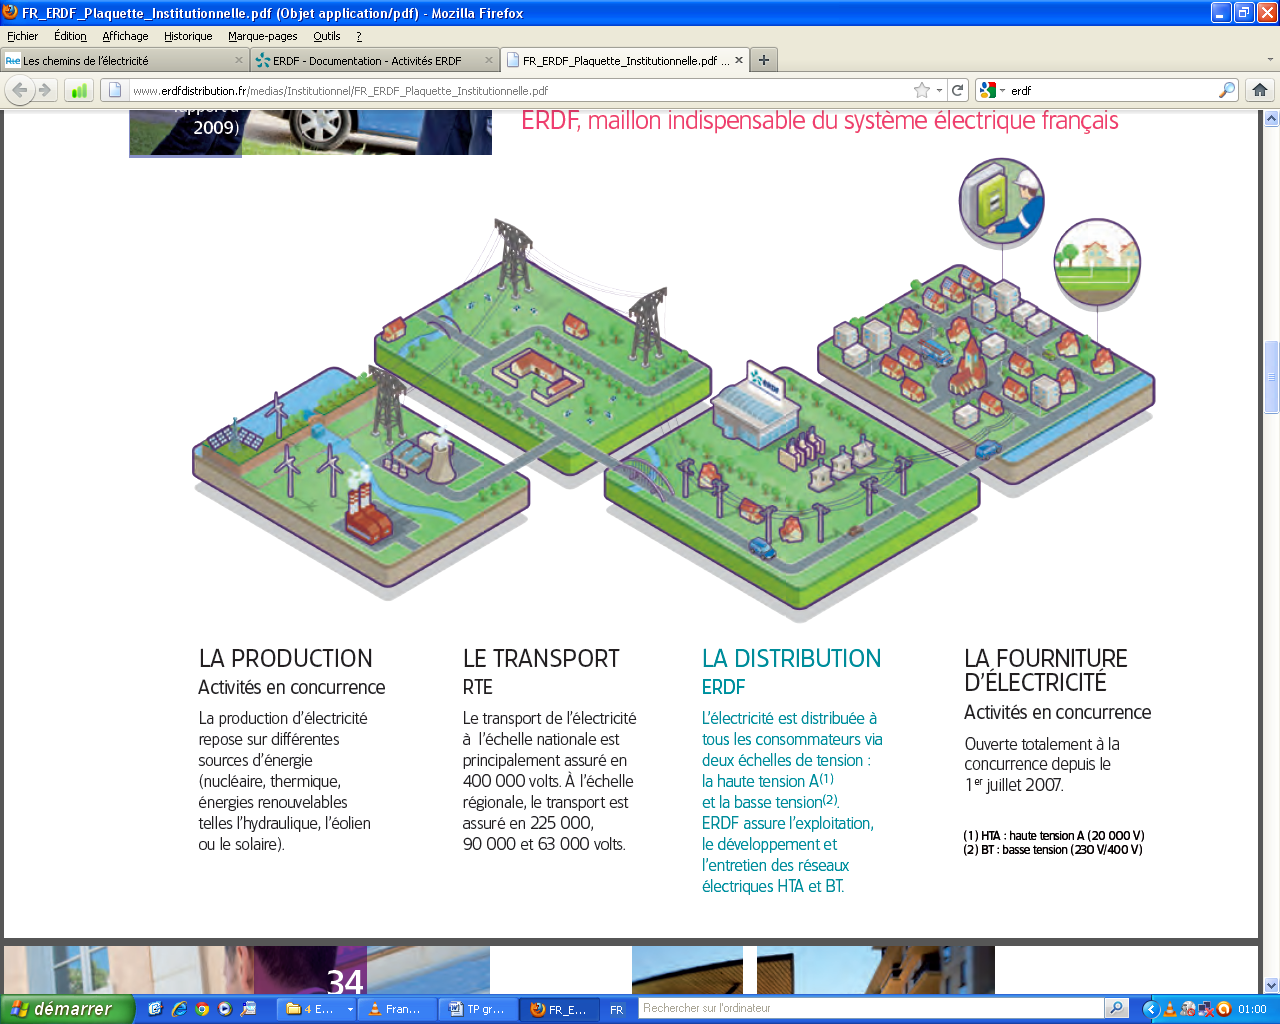 FR_ERDF_Plaquette_Institutionnelle.pdf (Objet application/pdf) - Mozilla Firefox
Fichier Édition Affichage Historique Marque-pages Outils ?
Rte Les chemins de l'électricité
ERDF - Documentation - Activités ERDF
FR_ERDF_Plaquette_Institutionnelle.pdf ...
www.erdfdistribution.fr/medias/Institutionnel/FR_ERDF_Plaquette_Institutionnelle.pdf
erdf
2009)
ERDF, maillon indispensable du système électrique français
ERDF
LA PRODUCTION
Activités en concurrence
La production d'électricité
repose sur différentes
sources d'énergie
(nucléaire, thermique,
énergies renouvelables
telles l'hydraulique, l'éolien
ou le solaire).
LE TRANSPORT
RTE
Le transport de l'électricité
à l'échelle nationale est
principalement assuré en
400 000 volts. À l'échelle
régionale, le transport est
assuré en 225 000,
90 000 et 63 000 volts.
LA DISTRIBUTION
ERDF
L'électricité est distribuée à
tous les consommateurs via
deux échelles de tension :
la haute tension A(1)
et la basse tension(2).
ERDF assure l'exploitation,
le développement et
l'entretien des réseaux
électriques HTA et BT.
LA FOURNITURE
D'ÉLECTRICITÉ
Activités en concurrence
Ouverte totalement à la
concurrence depuis le
1er juillet 2007.
(1) HTA : haute tension A (20 000 V)
(2) BT : basse tension (230 V/400 V)
34
démarrer
4 E...
Fran...
TP gr...
FR_E...
FR
Rechercher sur l'ordinateur
01:00